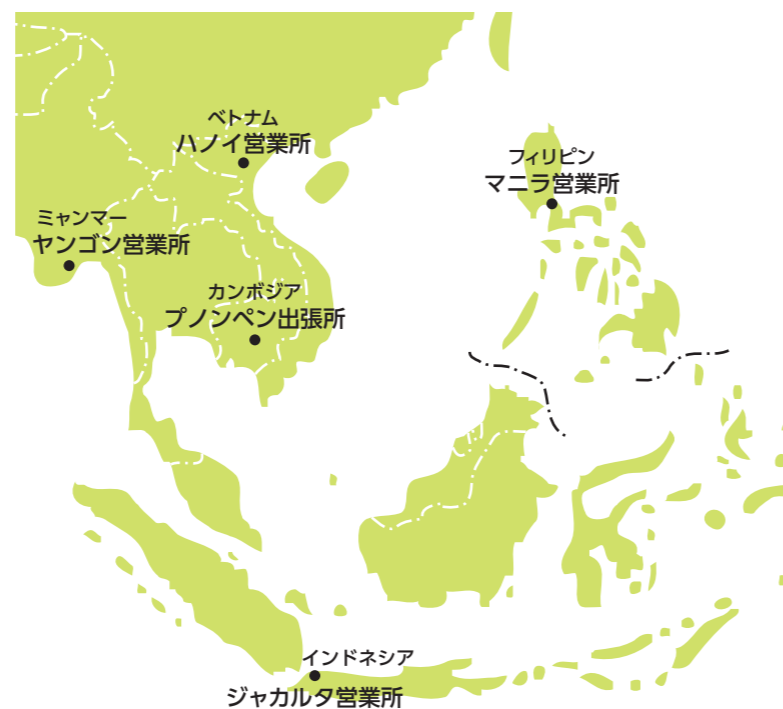 ベトナム
ハノイ営業所
フィリピン
マニラ営業所
ミャンマー
ヤンゴン営業所
カンボジア
プノンペン出張所
インドネシア
ジャカルタ営業所